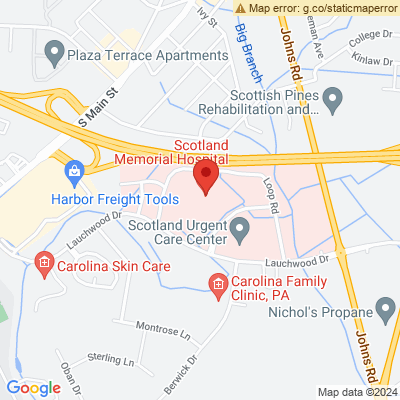 Map error: g.co/staticmaperror
Ivy St
Big Branch
Johns Rd
eman Ave
College Dr
Kinlaw Dr
Plaza Terrace Apartments
S Main St
Scottish Pines
Rehabilitation and...
Scotland
Memorial Hospital
Harbor Freight Tools
Loop Rd
Lauchwood Dr
Scotland Urgent
Care Center
Carolina Skin Care
Lauchwood Dr
Carolina Family
Clinic, PA
Nichol's Propane
Montrose Ln
Sterling Ln
Berwick Dr
Oban Dr
Johns Rd
Google
Map data ©2024